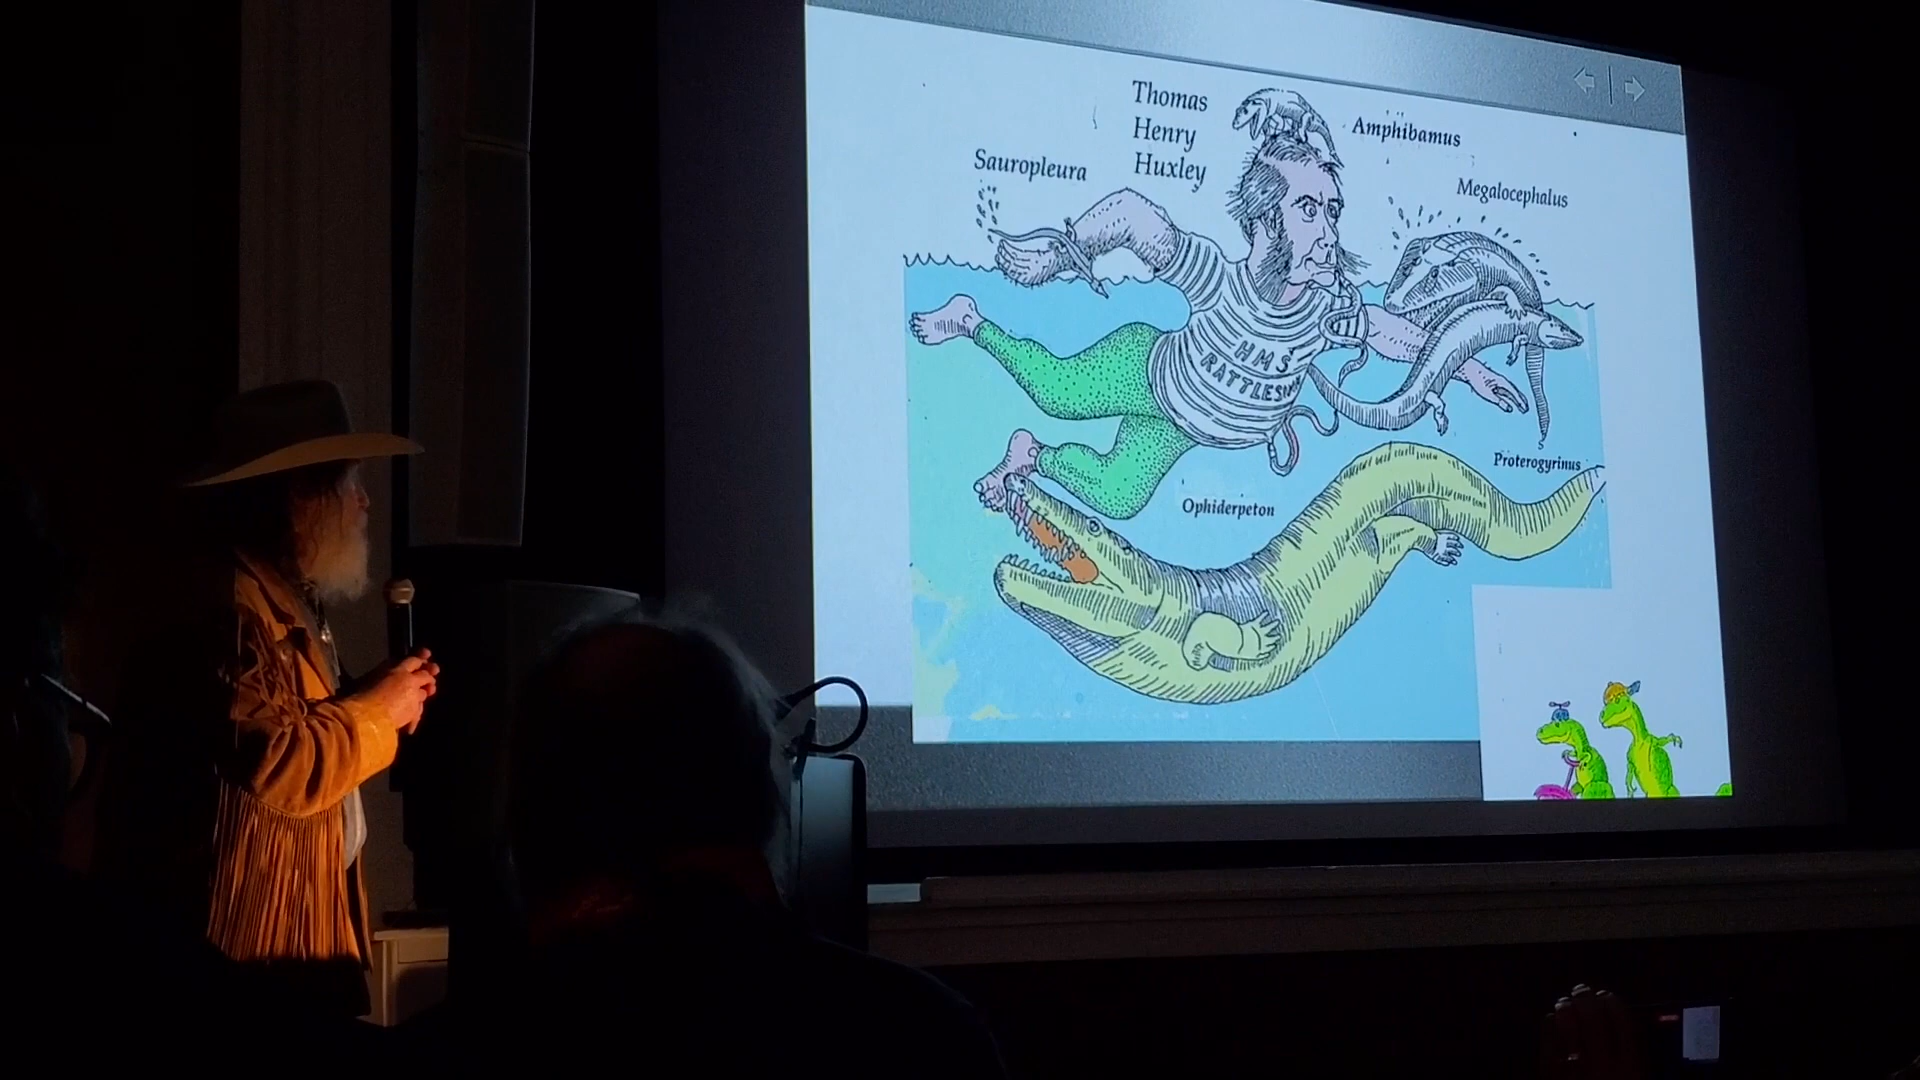 Thomas
Henry
Huxley
Amphibamus
Sauropleura
Megalocephalus
HMS
RATTLES
Proterogyrinus
Ophiderpeton